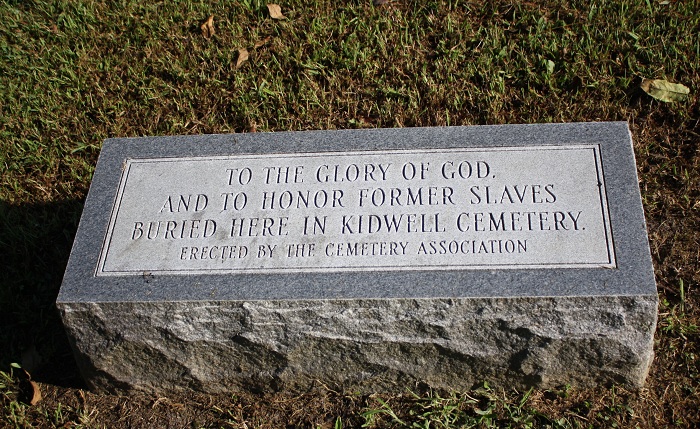 TO THE GLORY OF GOD,
AND TO HONOR FORMER SLAVES
BURIED HERE IN KIDWELL CEMETERY.
ERECTED BY THE CEMETERY ASSOCIATION